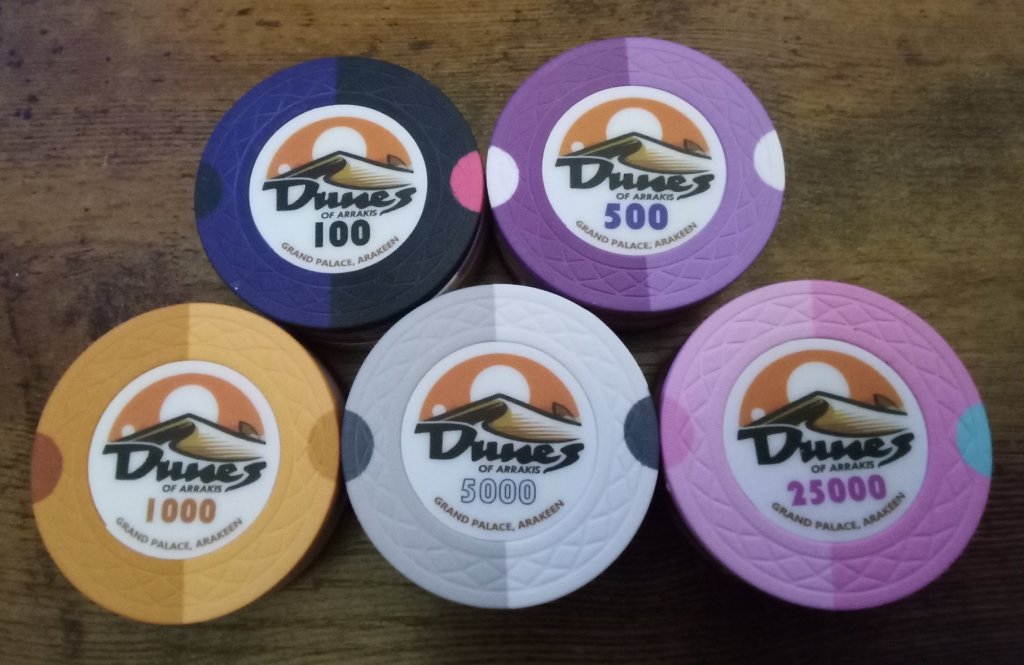 Dunes
OF ARRAKIS
100
GRAND PALACE, ARAKEEN
Dunes
OF ARRAKIS
500
GRAND PALACE, ARAKEEN
Dunes
OF ARRAKIS
1000
GRAND PALACE, ARAKEEN
Dunes
OF ARRAKIS
5000
GRAND PALACE, ARAKEEN
Dunes
OF ARRAKIS
25000
GRAND PALACE, ARAKEEN